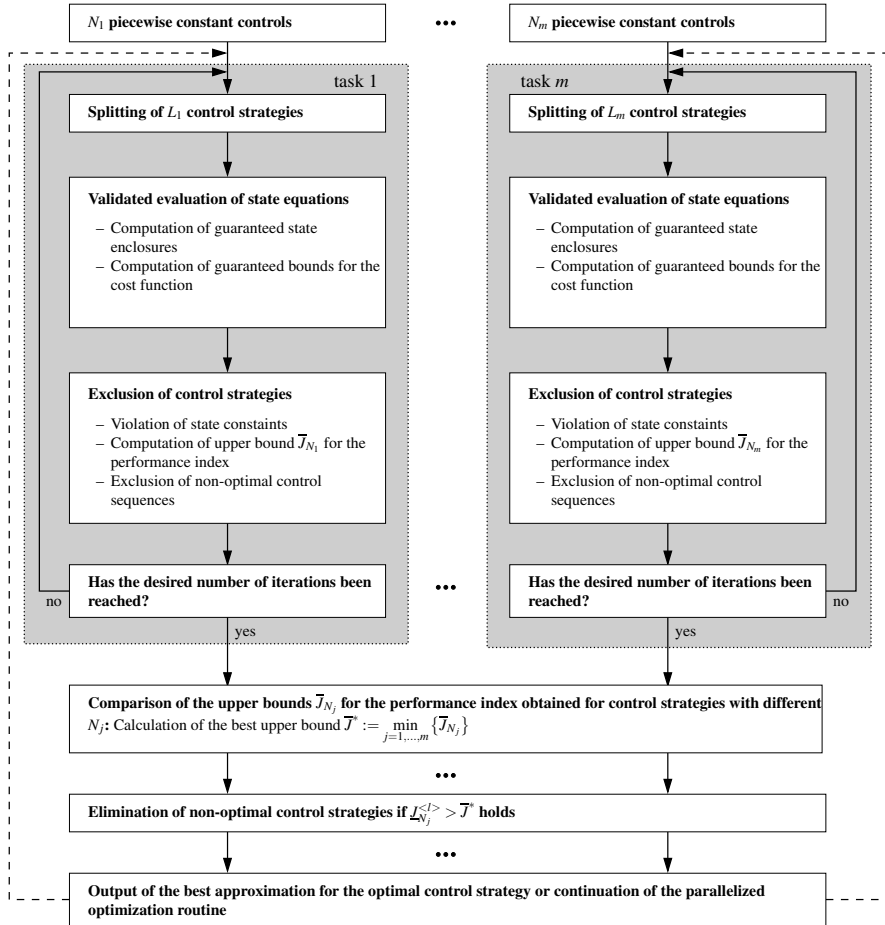 N₁ piecewise constant controls
•••
Nₘ piecewise constant controls
task 1
Splitting of L₁ control strategies
Validated evaluation of state equations
– Computation of guaranteed state
enclosures
– Computation of guaranteed bounds for the
cost function
Exclusion of control strategies
– Violation of state constaints
– Computation of upper bound J̅_{N₁} for the
performance index
– Exclusion of non-optimal control
sequences
Has the desired number of iterations been
reached?
no
yes
task m
Splitting of Lₘ control strategies
Validated evaluation of state equations
– Computation of guaranteed state
enclosures
– Computation of guaranteed bounds for the
cost function
Exclusion of control strategies
– Violation of state constaints
– Computation of upper bound J̅_{Nₘ} for the
performance index
– Exclusion of non-optimal control
sequences
•••
Has the desired number of iterations been
reached?
no
yes
Comparison of the upper bounds J̅_{N_j} for the performance index obtained for control strategies with different
N_j: Calculation of the best upper bound J̅* := min_{j=1,...,m} {J̅_{N_j}}
•••
Elimination of non-optimal control strategies if J̲_{N_j}^{<l>} > J̅* holds
•••
Output of the best approximation for the optimal control strategy or continuation of the parallelized
optimization routine